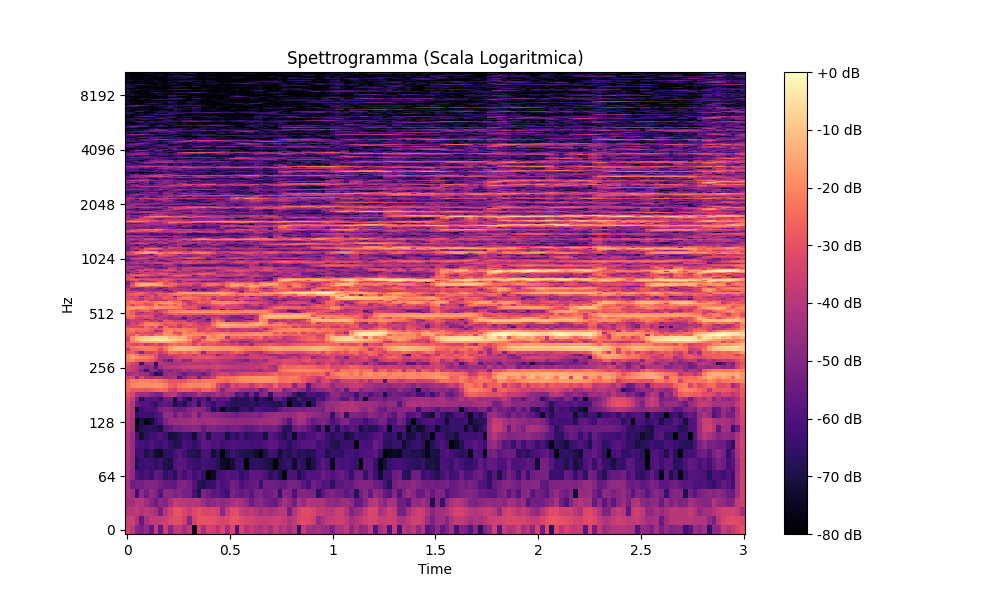 Spettrogramma (Scala Logaritmica)
8192
4096
2048
1024
512
256
128
64
0
Hz
0
0.5
1
1.5
2
2.5
3
Time
+0 dB
-10 dB
-20 dB
-30 dB
-40 dB
-50 dB
-60 dB
-70 dB
-80 dB